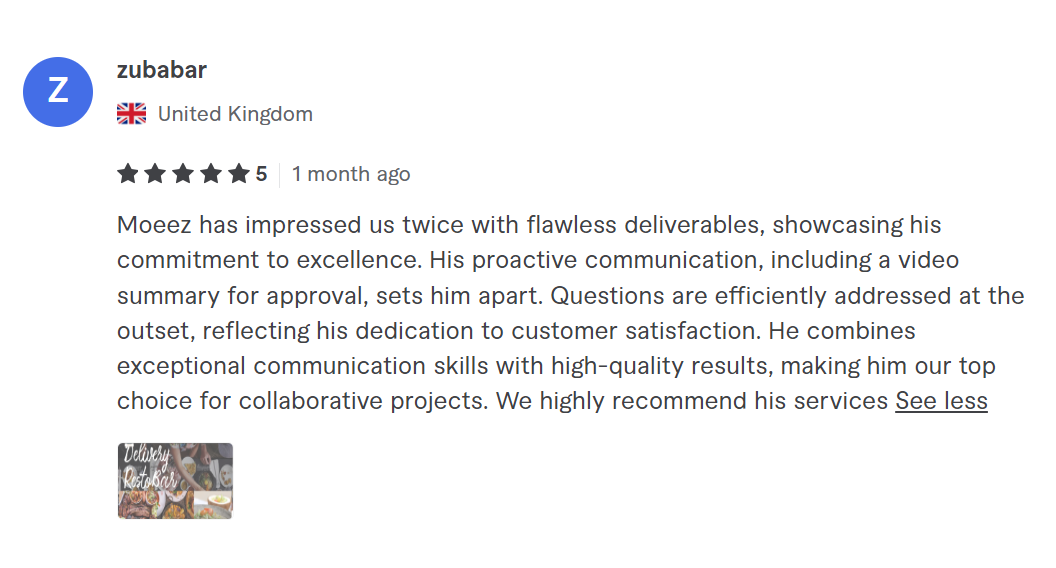 Z
zubabar
United Kingdom
5
1 month ago
Moeez has impressed us twice with flawless deliverables, showcasing his
commitment to excellence. His proactive communication, including a video
summary for approval, sets him apart. Questions are efficiently addressed at the
outset, reflecting his dedication to customer satisfaction. He combines
exceptional communication skills with high-quality results, making him our top
choice for collaborative projects. We highly recommend his services See less
Delivery
RestoBar